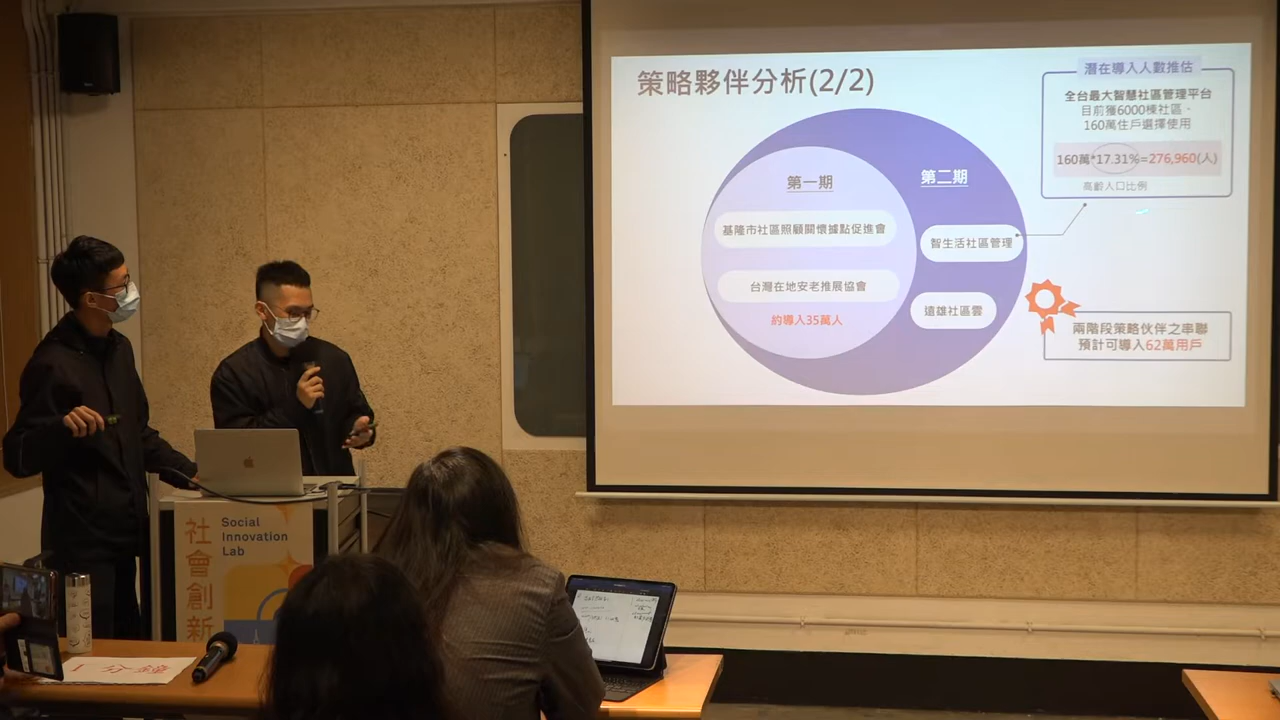 策略夥伴分析(2/2)
潛在導入人數推估
全台最大智慧社區管理平台
目前獲6000棟社區、
160萬住戶選擇使用
160萬*17.31%=276,960(人)
高齡人口比例
第一期
第二期
基隆市社區照顧關懷據點促進會
智生活社區管理
台灣在地安老推展協會
遠雄社區雲
約導入35萬人
兩階段策略伙伴之串聯
預計可導入62萬用戶
社會創新
Social
Innovation
Lab
1分鐘